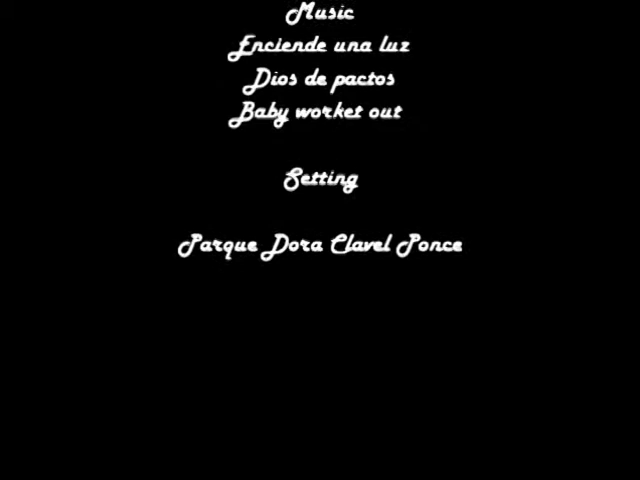 Music
Enciende una luz
Dios de pactos
Baby worket out
Setting
Parque Dora Clavel Ponce